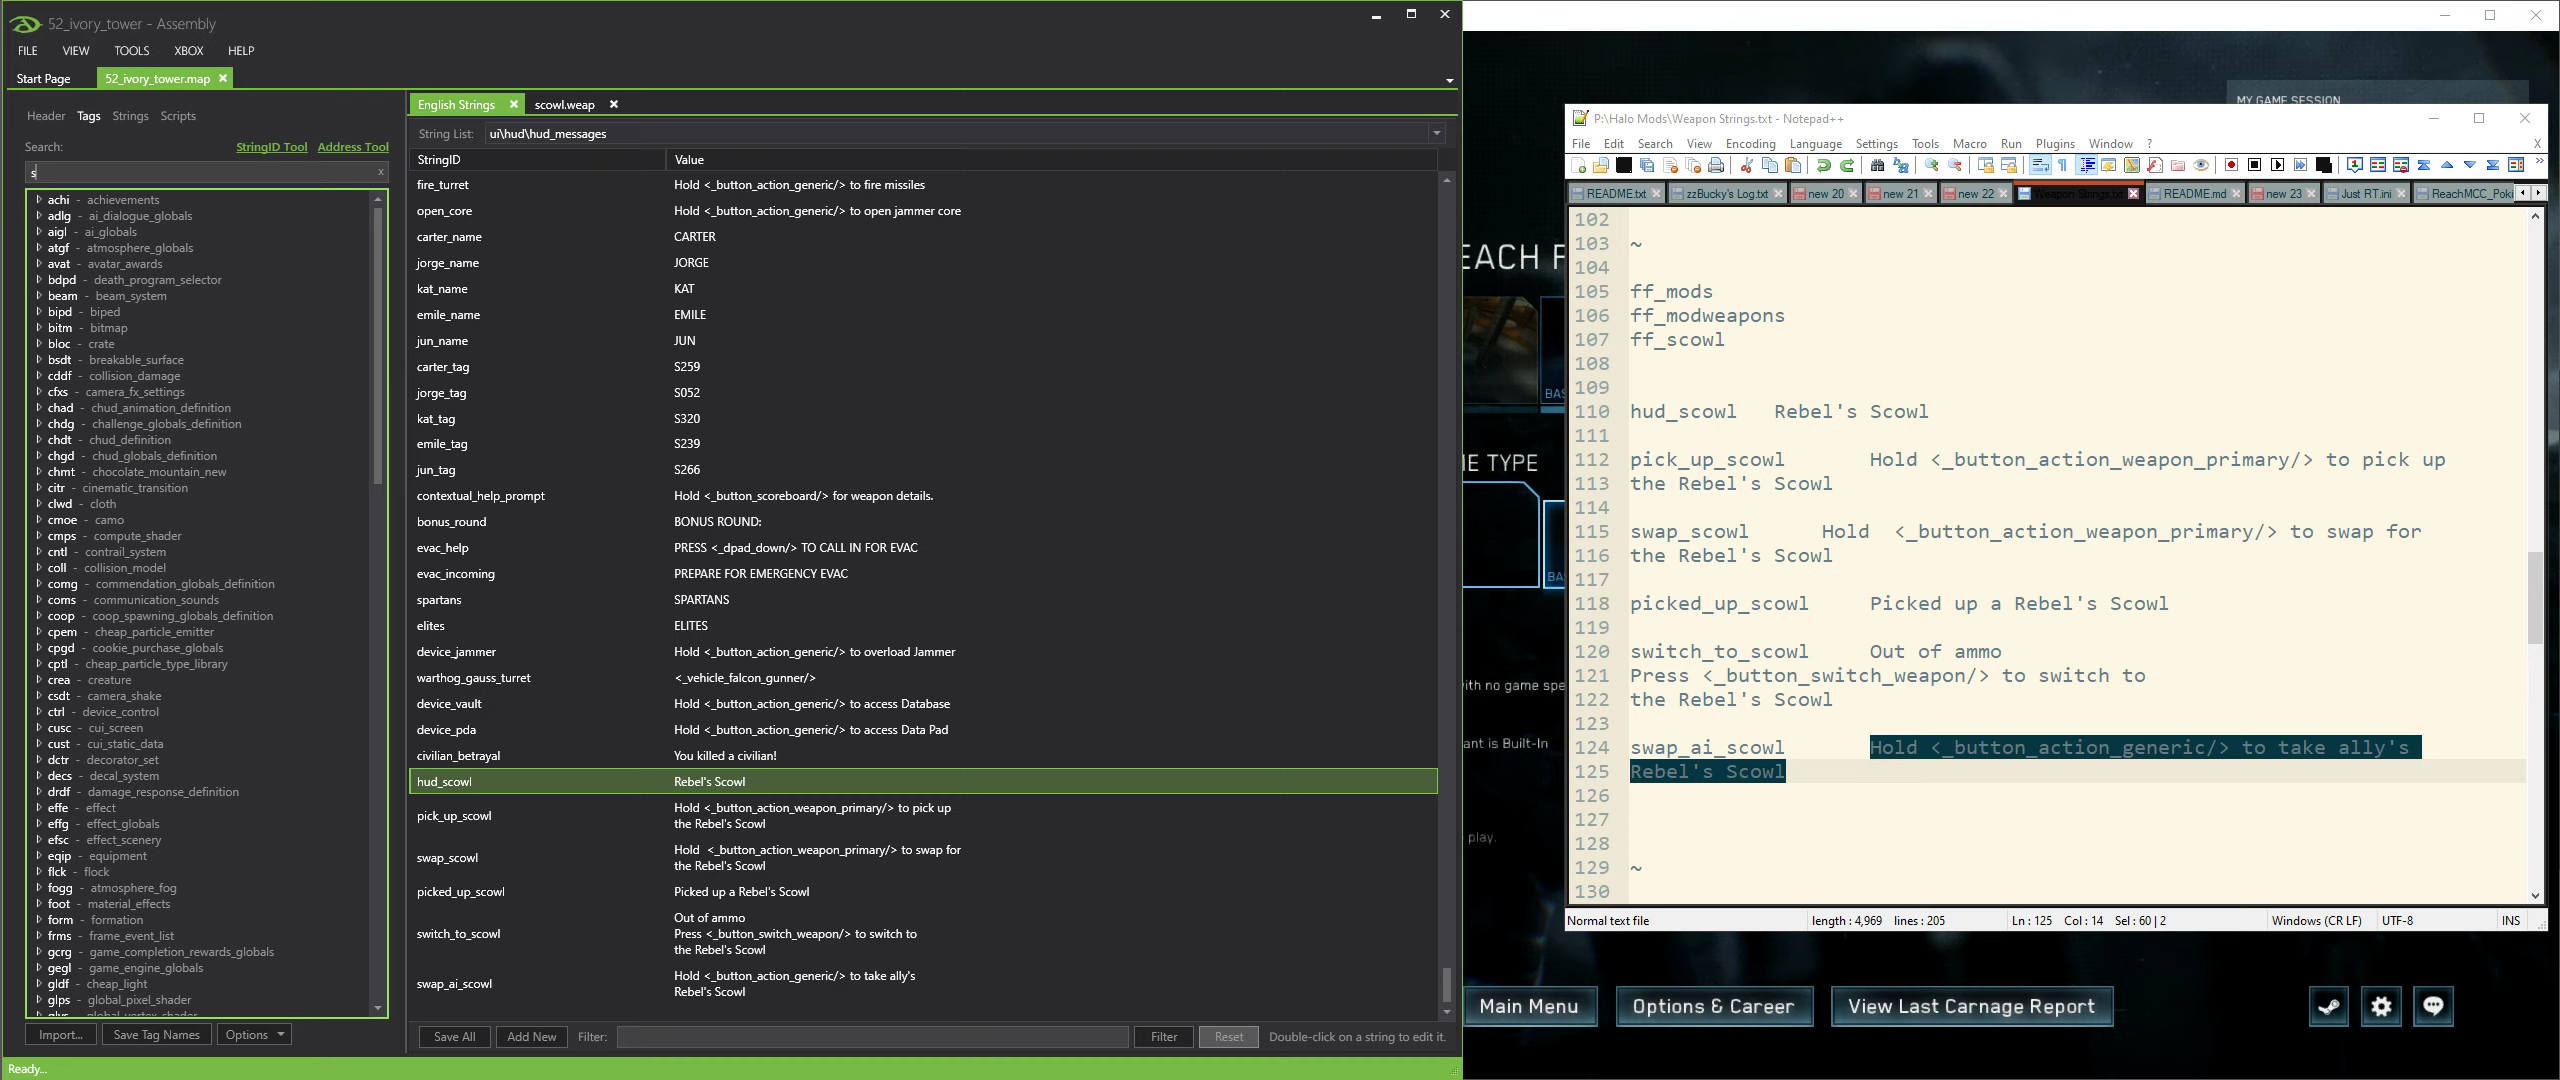 52_ivory_tower - Assembly
FILE VIEW TOOLS XBOX HELP
Start Page 52_ivory_tower.map
Header Tags Strings Scripts
Search: StringID Tool Address Tool
s x
achi - achievements
adlg - ai_dialogue_globals
aigl - ai_globals
atgf - atmosphere_globals
avat - avatar_awards
bdpd - death_program_selector
beam - beam_system
bipd - biped
bitm - bitmap
bloc - crate
bsdt - breakable_surface
cddf - collision_damage
cfxs - camera_fx_settings
chad - chud_animation_definition
chdg - challenge_globals_definition
chdt - chud_definition
chgd - chud_globals_definition
chmt - chocolate_mountain_new
citr - cinematic_transition
clwd - cloth
cmoe - camo
cmps - compute_shader
cntl - contrail_system
coll - collision_model
comg - commendation_globals_definition
coms - communication_sounds
coop - coop_spawning_globals_definition
cpem - cheap_particle_emitter
cpgd - cookie_purchase_globals
cptl - cheap_particle_type_library
crea - creature
csdt - camera_shake
ctrl - device_control
cusc - cui_screen
cust - cui_static_data
dctr - decorator_set
decs - decal_system
drdf - damage_response_definition
effe - effect
effg - effect_globals
efsc - effect_scenery
eqip - equipment
flck - flock
fogg - atmosphere_fog
foot - material_effects
form - formation
frms - frame_event_list
gcrg - game_completion_rewards_globals
gegl - game_engine_globals
gldf - cheap_light
glps - global_pixel_shader
glvs - global_vertex_shader
Import... Save Tag Names Options
Ready...
English Strings scowl.weap
String List: ui\hud\hud_messages
StringID Value
fire_turret Hold <_button_action_generic/> to fire missiles
open_core Hold <_button_action_generic/> to open jammer core
carter_name CARTER
jorge_name JORGE
kat_name KAT
emile_name EMILE
jun_name JUN
carter_tag S259
jorge_tag S052
kat_tag S320
emile_tag S239
jun_tag S266
contextual_help_prompt Hold <_button_scoreboard/> for weapon details.
bonus_round BONUS ROUND:
evac_help PRESS <_dpad_down/> TO CALL IN FOR EVAC
evac_incoming PREPARE FOR EMERGENCY EVAC
spartans SPARTANS
elites ELITES
device_jammer Hold <_button_action_generic/> to overload Jammer
warthog_gauss_turret <_vehicle_falcon_gunner/>
device_vault Hold <_button_action_generic/> to access Database
device_pda Hold <_button_action_generic/> to access Data Pad
civilian_betrayal You killed a civilian!
hud_scowl Rebel's Scowl
pick_up_scowl Hold <_button_action_weapon_primary/> to pick up
the Rebel's Scowl
swap_scowl Hold  <_button_action_weapon_primary/> to swap for
the Rebel's Scowl
picked_up_scowl Picked up a Rebel's Scowl
switch_to_scowl Out of ammo
Press <_button_switch_weapon/> to switch to
the Rebel's Scowl
swap_ai_scowl Hold <_button_action_generic/> to take ally's
Rebel's Scowl
Save All Add New Filter: Filter Reset Double-click on a string to edit it.
MY GAME SESSION
EACH F
BAS
E TYPE
BA
ith no game spe
ant is Built-In
play.
P:\Halo Mods\Weapon Strings.txt - Notepad++
File Edit Search View Encoding Language Settings Tools Macro Run Plugins Window ? X
README.txt zzBucky's Log.txt new 20 new 21 new 22 Weapon Strings.txt README.md new 23 Just RT.ini ReachMCC_Poki
102
103 ~
104
105 ff_mods
106 ff_modweapons
107 ff_scowl
108
109
110 hud_scowl Rebel's Scowl
111
112 pick_up_scowl Hold <_button_action_weapon_primary/> to pick up
113 the Rebel's Scowl
114
115 swap_scowl Hold  <_button_action_weapon_primary/> to swap for
116 the Rebel's Scowl
117
118 picked_up_scowl Picked up a Rebel's Scowl
119
120 switch_to_scowl Out of ammo
121 Press <_button_switch_weapon/> to switch to
122 the Rebel's Scowl
123
124 swap_ai_scowl Hold <_button_action_generic/> to take ally's
125 Rebel's Scowl
126
127
128
129 ~
130
Normal text file length : 4,969 lines : 205 Ln : 125 Col : 14 Sel : 60 | 2 Windows (CR LF) UTF-8 INS
Main Menu Options & Career View Last Carnage Report